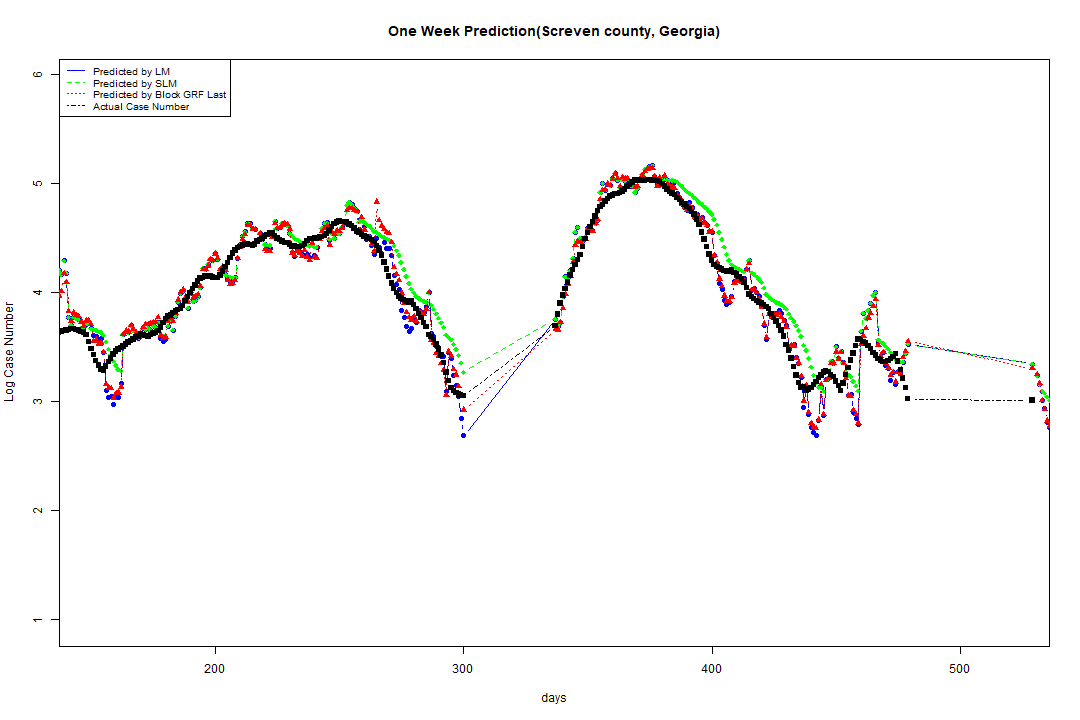 One Week Prediction(Screven county, Georgia)
Predicted by LM
Predicted by SLM
Predicted by Block GRF Last
Actual Case Number
6
5
4
3
2
1
Log Case Number
200 300 400 500
days